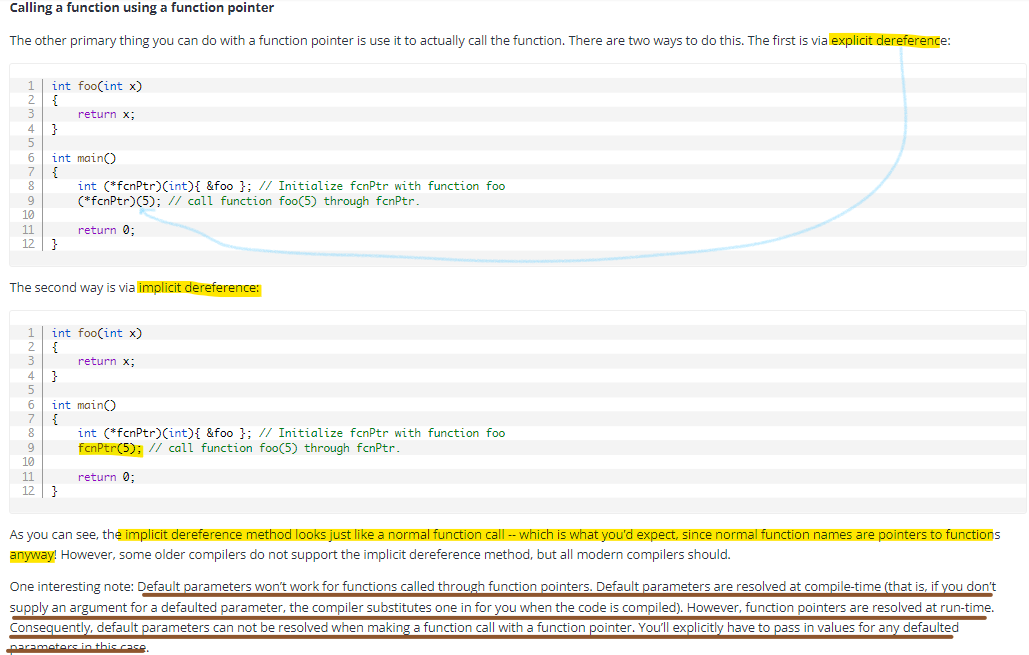 Calling a function using a function pointer
The other primary thing you can do with a function pointer is use it to actually call the function. There are two ways to do this. The first is via explicit dereference:
1 int foo(int x)
2 {
3     return x;
4 }
5
6 int main()
7 {
8     int (*fcnPtr)(int){ &foo }; // Initialize fcnPtr with function foo
9     (*fcnPtr)(5); // call function foo(5) through fcnPtr.
10
11     return 0;
12 }
The second way is via implicit dereference:
1 int foo(int x)
2 {
3     return x;
4 }
5
6 int main()
7 {
8     int (*fcnPtr)(int){ &foo }; // Initialize fcnPtr with function foo
9     fcnPtr(5); // call function foo(5) through fcnPtr.
10
11     return 0;
12 }
As you can see, the implicit dereference method looks just like a normal function call -- which is what you'd expect, since normal function names are pointers to functions
anyway! However, some older compilers do not support the implicit dereference method, but all modern compilers should.
One interesting note: Default parameters won't work for functions called through function pointers. Default parameters are resolved at compile-time (that is, if you don't
supply an argument for a defaulted parameter, the compiler substitutes one in for you when the code is compiled). However, function pointers are resolved at run-time.
Consequently, default parameters can not be resolved when making a function call with a function pointer. You'll explicitly have to pass in values for any defaulted
parameters in this case.